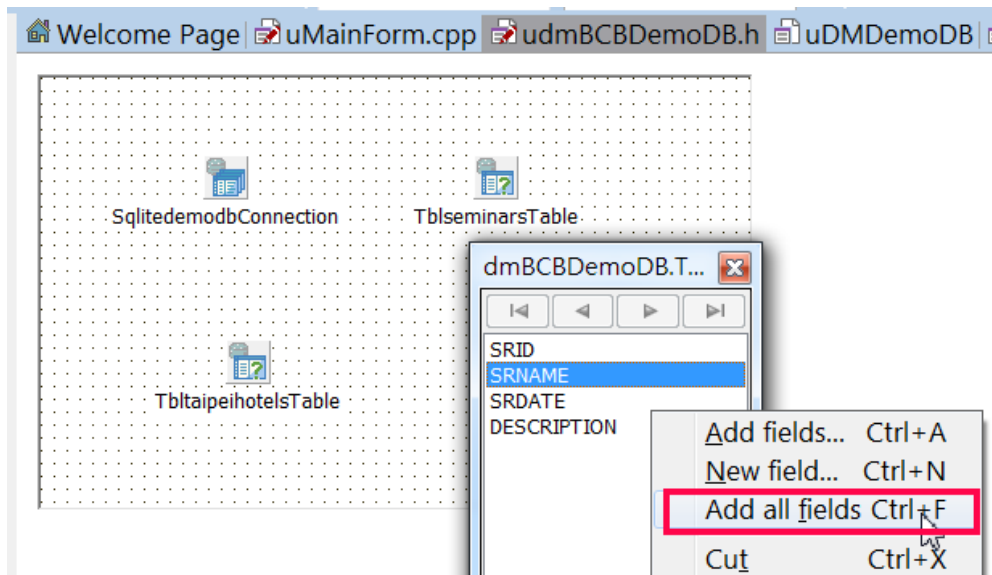 Welcome Page uMainForm.cpp udmBCBDemoDB.h uDMDemoDB
SqlitedemodbConnection TblseminarsTable
dmBCBDemoDB.T...
SRID
SRNAME
SRDATE
DESCRIPTION
TbltaipeihotelsTable
Add fields... Ctrl+A
New field... Ctrl+N
Add all fields Ctrl+F
Cut Ctrl+X